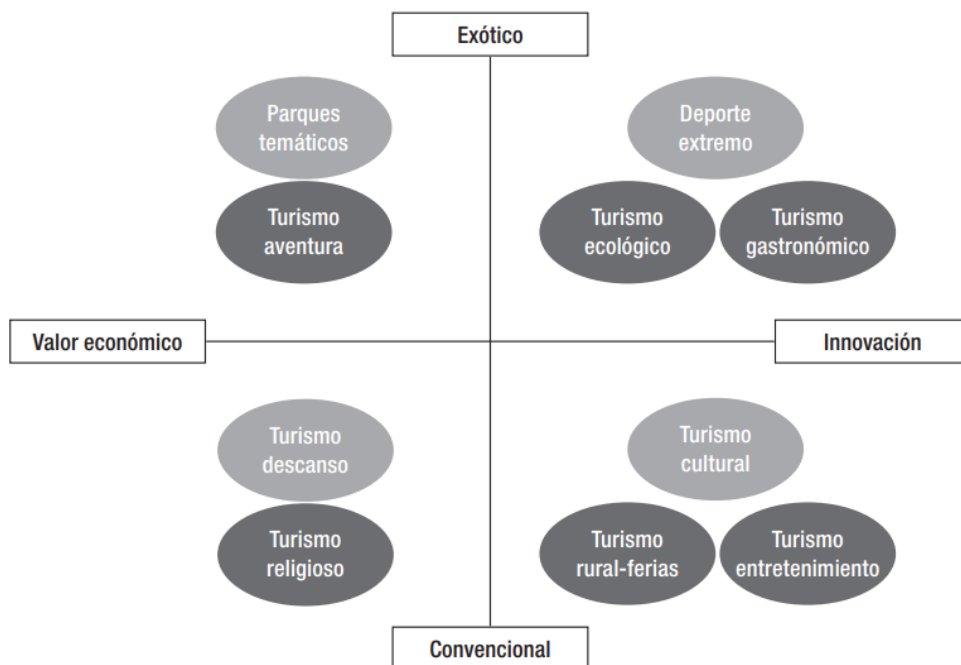 Exótico
Parques
temáticos
Deporte
extremo
Turismo
aventura
Turismo
ecológico
Turismo
gastronómico
Valor económico
Innovación
Turismo
descanso
Turismo
cultural
Turismo
religioso
Turismo
rural-ferias
Turismo
entretenimiento
Convencional